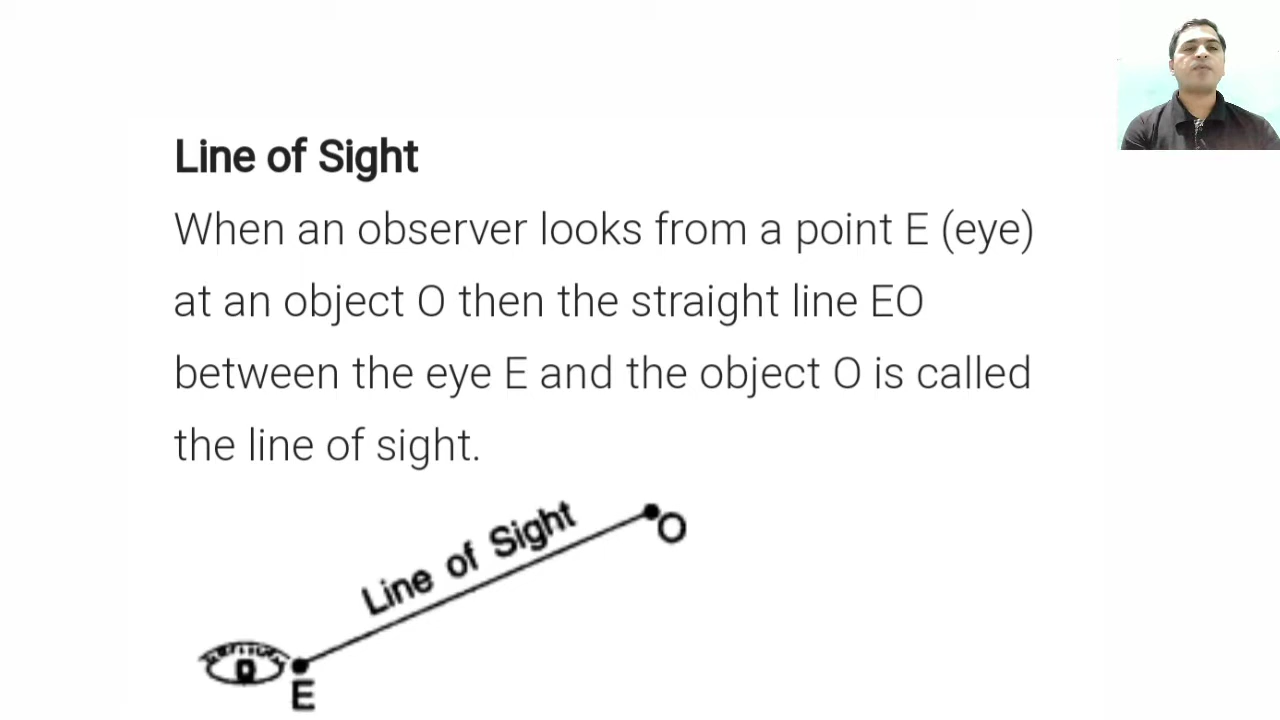 Line of Sight
When an observer looks from a point E (eye)
at an object O then the straight line EO
between the eye E and the object O is called
the line of sight.
Line of Sight
O
E